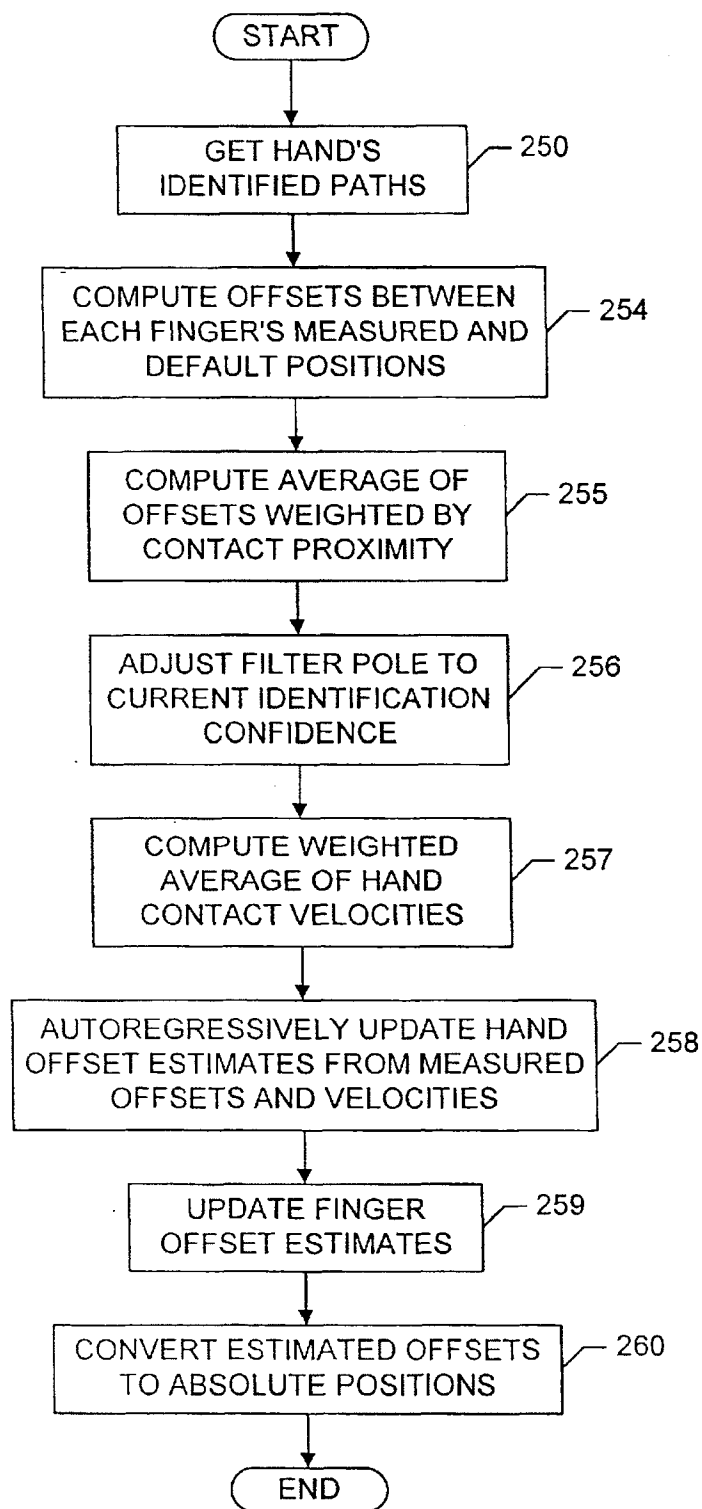 START
GET HAND'S
IDENTIFIED PATHS
250
COMPUTE OFFSETS BETWEEN
EACH FINGER'S MEASURED AND
DEFAULT POSITIONS
254
COMPUTE AVERAGE OF
OFFSETS WEIGHTED BY
CONTACT PROXIMITY
255
ADJUST FILTER POLE TO
CURRENT IDENTIFICATION
CONFIDENCE
256
COMPUTE WEIGHTED
AVERAGE OF HAND
CONTACT VELOCITIES
257
AUTOREGRESSIVELY UPDATE HAND
OFFSET ESTIMATES FROM MEASURED
OFFSETS AND VELOCITIES
258
UPDATE FINGER
OFFSET ESTIMATES
259
CONVERT ESTIMATED OFFSETS
TO ABSOLUTE POSITIONS
260
END